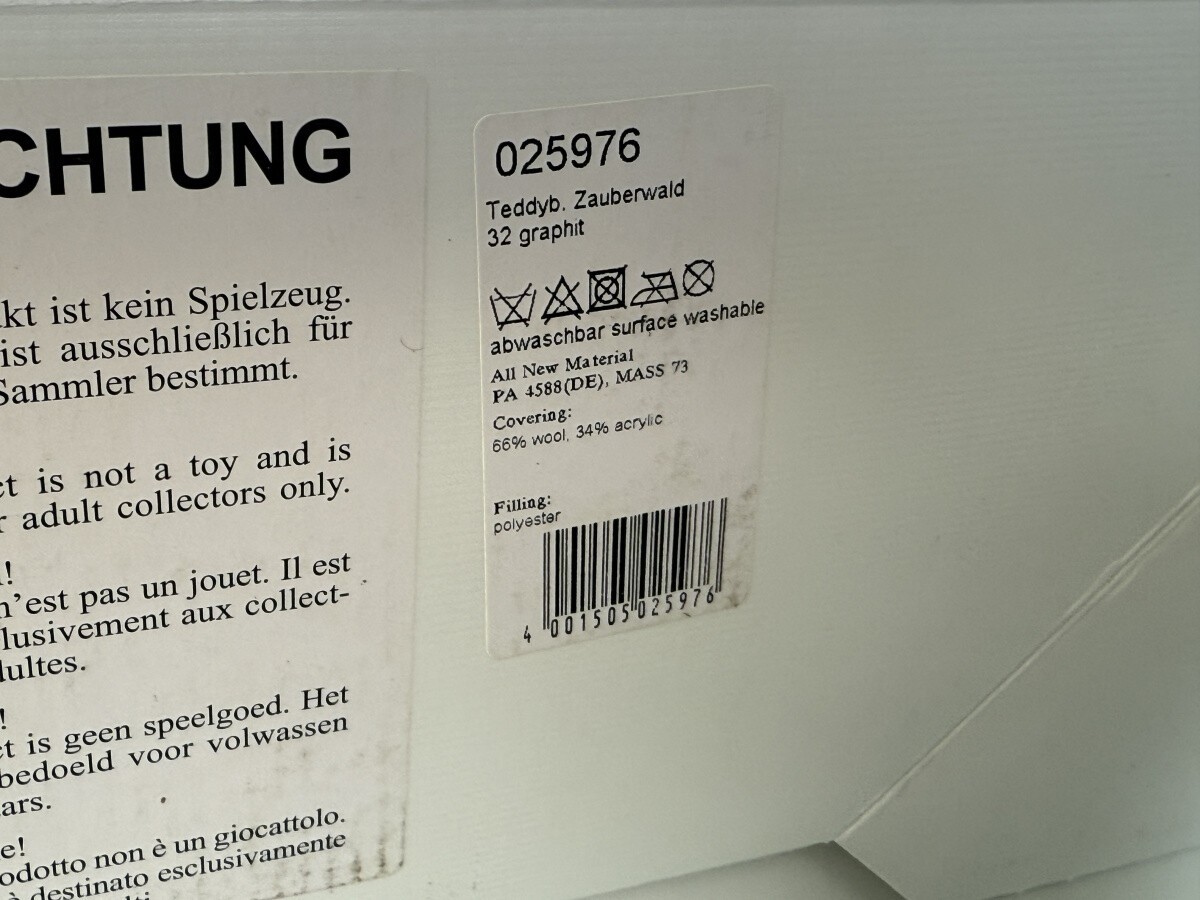 CHTUNG
kt ist kein Spielzeug.
ist ausschließlich für
Sammler bestimmt.
ct is not a toy and is
r adult collectors only.
!
n'est pas un jouet. Il est
lusivement aux collect-
dultes.
!
ct is geen speelgoed. Het
bedoeld voor volwassen
ars.
e!
odotto non è un giocattolo.
è destinato esclusivamente
025976
Teddyb. Zauberwald
32 graphit
abwaschbar surface washable
All New Material
PA 4588(DE), MASS 73
Covering:
66% wool, 34% acrylic
Filling:
polyester
4 001505 025976